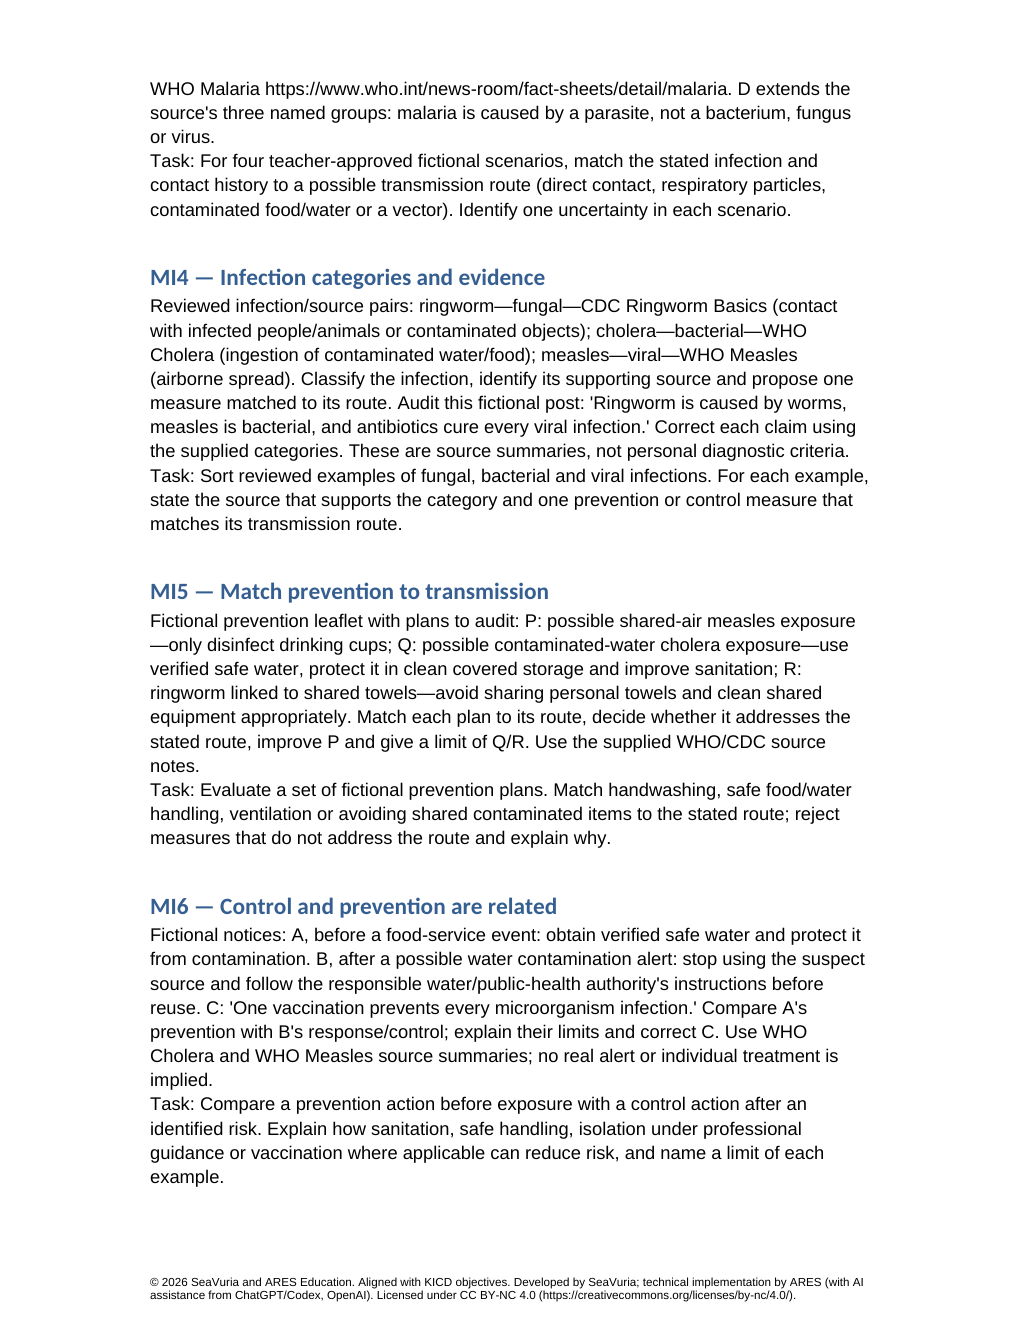 WHO Malaria https://www.who.int/news-room/fact-sheets/detail/malaria. D extends the
source's three named groups: malaria is caused by a parasite, not a bacterium, fungus
or virus.
Task: For four teacher-approved fictional scenarios, match the stated infection and
contact history to a possible transmission route (direct contact, respiratory particles,
contaminated food/water or a vector). Identify one uncertainty in each scenario.
MI4 — Infection categories and evidence
Reviewed infection/source pairs: ringworm—fungal—CDC Ringworm Basics (contact
with infected people/animals or contaminated objects); cholera—bacterial—WHO
Cholera (ingestion of contaminated water/food); measles—viral—WHO Measles
(airborne spread). Classify the infection, identify its supporting source and propose one
measure matched to its route. Audit this fictional post: 'Ringworm is caused by worms,
measles is bacterial, and antibiotics cure every viral infection.' Correct each claim using
the supplied categories. These are source summaries, not personal diagnostic criteria.
Task: Sort reviewed examples of fungal, bacterial and viral infections. For each example,
state the source that supports the category and one prevention or control measure that
matches its transmission route.
MI5 — Match prevention to transmission
Fictional prevention leaflet with plans to audit: P: possible shared-air measles exposure
—only disinfect drinking cups; Q: possible contaminated-water cholera exposure—use
verified safe water, protect it in clean covered storage and improve sanitation; R:
ringworm linked to shared towels—avoid sharing personal towels and clean shared
equipment appropriately. Match each plan to its route, decide whether it addresses the
stated route, improve P and give a limit of Q/R. Use the supplied WHO/CDC source
notes.
Task: Evaluate a set of fictional prevention plans. Match handwashing, safe food/water
handling, ventilation or avoiding shared contaminated items to the stated route; reject
measures that do not address the route and explain why.
MI6 — Control and prevention are related
Fictional notices: A, before a food-service event: obtain verified safe water and protect it
from contamination. B, after a possible water contamination alert: stop using the suspect
source and follow the responsible water/public-health authority's instructions before
reuse. C: 'One vaccination prevents every microorganism infection.' Compare A's
prevention with B's response/control; explain their limits and correct C. Use WHO
Cholera and WHO Measles source summaries; no real alert or individual treatment is
implied.
Task: Compare a prevention action before exposure with a control action after an
identified risk. Explain how sanitation, safe handling, isolation under professional
guidance or vaccination where applicable can reduce risk, and name a limit of each
example.
© 2026 SeaVuria and ARES Education. Aligned with KICD objectives. Developed by SeaVuria; technical implementation by ARES (with AI
assistance from ChatGPT/Codex, OpenAI). Licensed under CC BY-NC 4.0 (https://creativecommons.org/licenses/by-nc/4.0/).